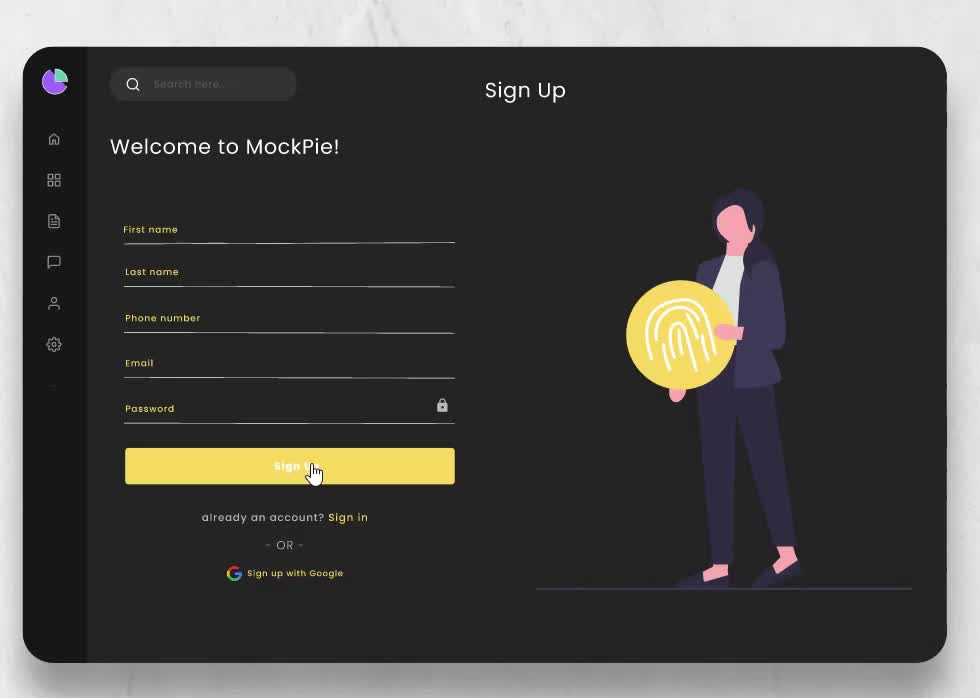 Search here..
Sign Up
Welcome to MockPie!
First name
Last name
Phone number
Email
Password
Sign
already an account? Sign in
- OR -
Sign up with Google